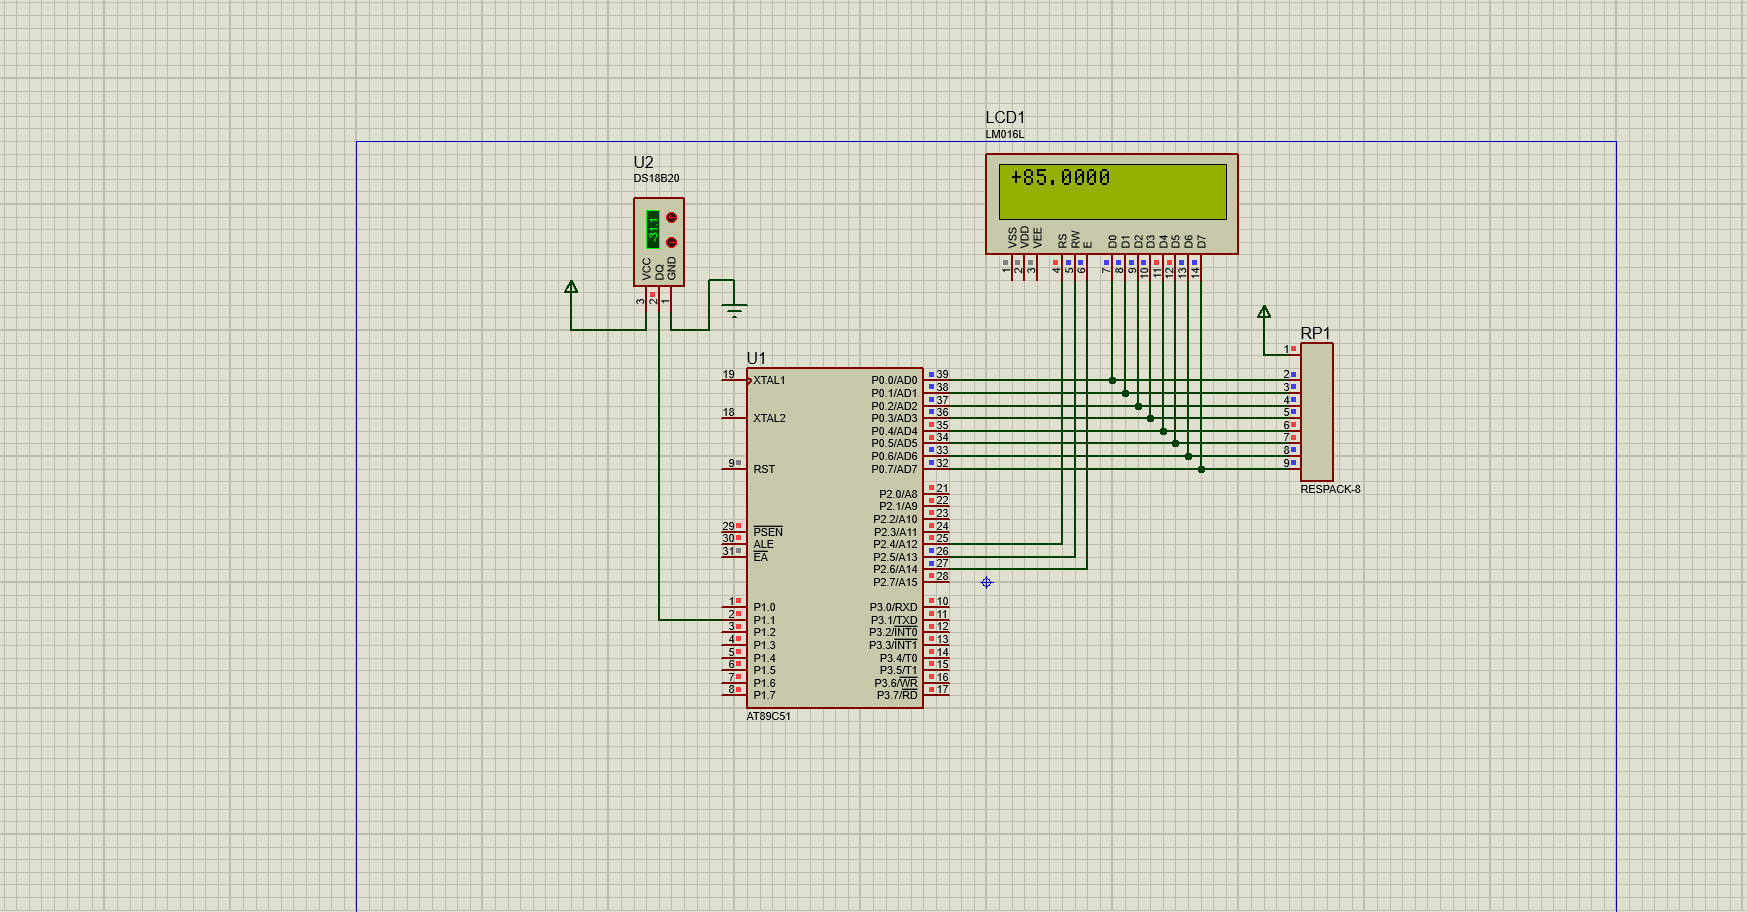 LCD1
LM016L
+85.0000
VSS
VDD
VEE
RS
RW
E
D0
D1
D2
D3
D4
D5
D6
D7
1
2
3
4
5
6
7
8
9
10
11
12
13
14
U2
DS18B20
-31.1
VCC
DQ
GND
3
2
1
RP1
1
2
3
4
5
6
7
8
9
RESPACK-8
U1
19 XTAL1
18 XTAL2
9 RST
29 PSEN
30 ALE
31 EA
1 P1.0
2 P1.1
3 P1.2
4 P1.3
5 P1.4
6 P1.5
7 P1.6
8 P1.7
P0.0/AD0 39
P0.1/AD1 38
P0.2/AD2 37
P0.3/AD3 36
P0.4/AD4 35
P0.5/AD5 34
P0.6/AD6 33
P0.7/AD7 32
P2.0/A8 21
P2.1/A9 22
P2.2/A10 23
P2.3/A11 24
P2.4/A12 25
P2.5/A13 26
P2.6/A14 27
P2.7/A15 28
P3.0/RXD 10
P3.1/TXD 11
P3.2/INT0 12
P3.3/INT1 13
P3.4/T0 14
P3.5/T1 15
P3.6/WR 16
P3.7/RD 17
AT89C51